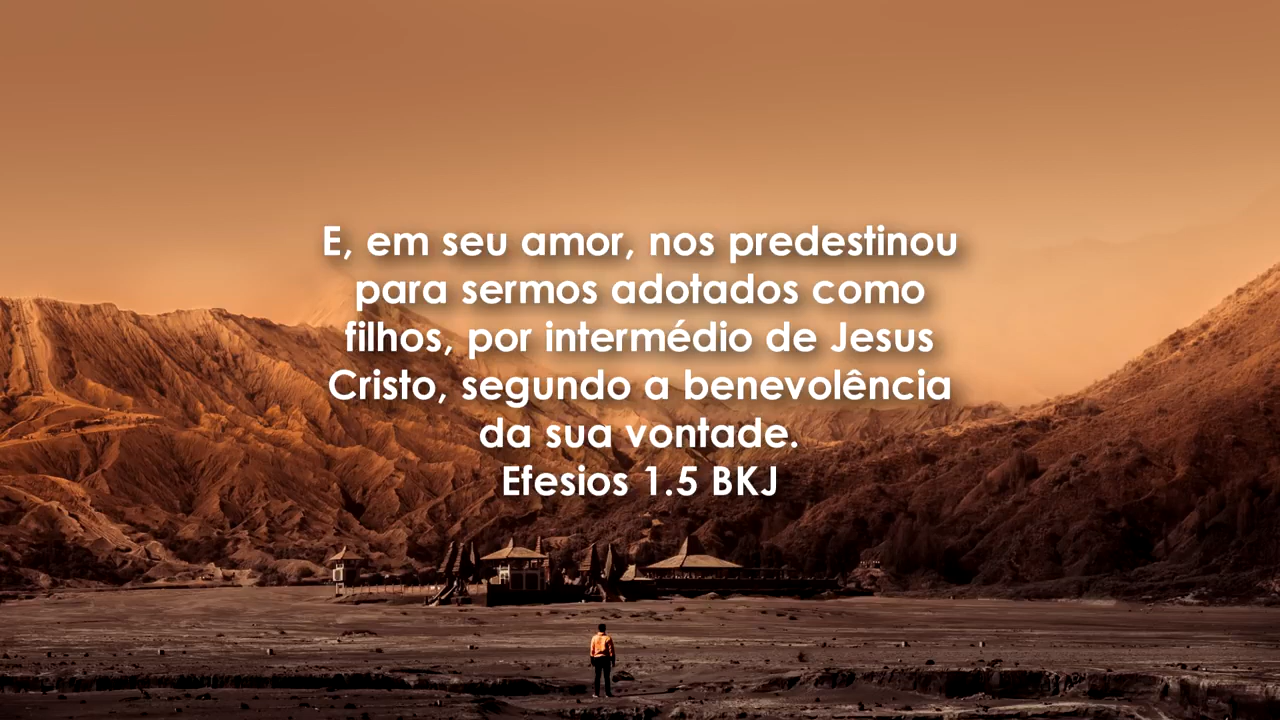 E, em seu amor, nos predestinou
para sermos adotados como
filhos, por intermédio de Jesus
Cristo, segundo a benevolência
da sua vontade.
Efesios 1.5 BKJ